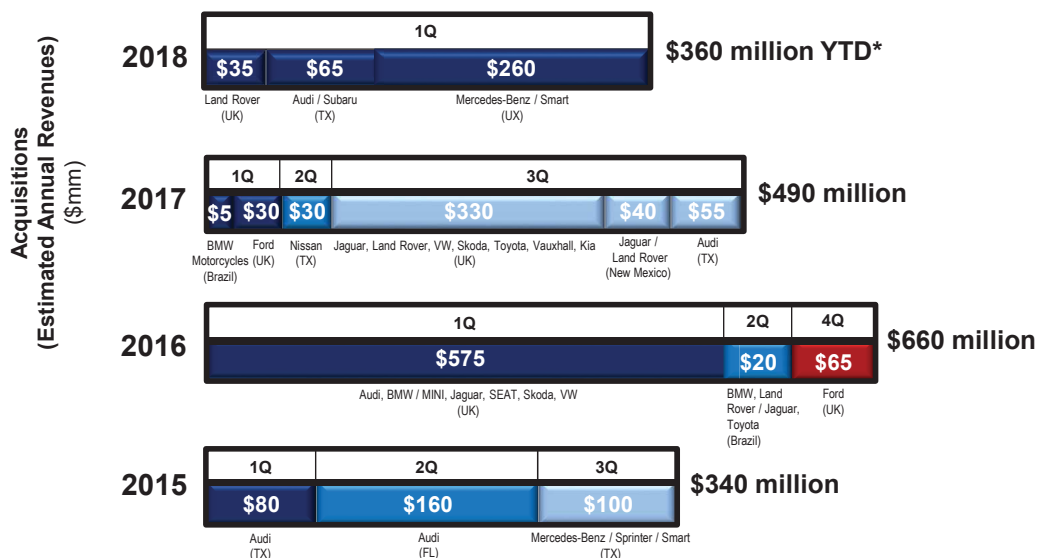 Acquisitions
(Estimated Annual Revenues)
($mm)
2018
1Q
$35
$65
$260
$360 million YTD*
Land Rover
(UK)
Audi / Subaru
(TX)
Mercedes-Benz / Smart
(UX)
2017
1Q
2Q
3Q
$5
$30
$30
$330
$40
$55
$490 million
BMW
Motorcycles
(Brazil)
Ford
(UK)
Nissan
(TX)
Jaguar, Land Rover, VW, Skoda, Toyota, Vauxhall, Kia
(UK)
Jaguar /
Land Rover
(New Mexico)
Audi
(TX)
2016
1Q
2Q
4Q
$575
$20
$65
$660 million
Audi, BMW / MINI, Jaguar, SEAT, Skoda, VW
(UK)
BMW, Land
Rover / Jaguar,
Toyota
(Brazil)
Ford
(UK)
2015
1Q
2Q
3Q
$80
$160
$100
$340 million
Audi
(TX)
Audi
(FL)
Mercedes-Benz / Sprinter / Smart
(TX)